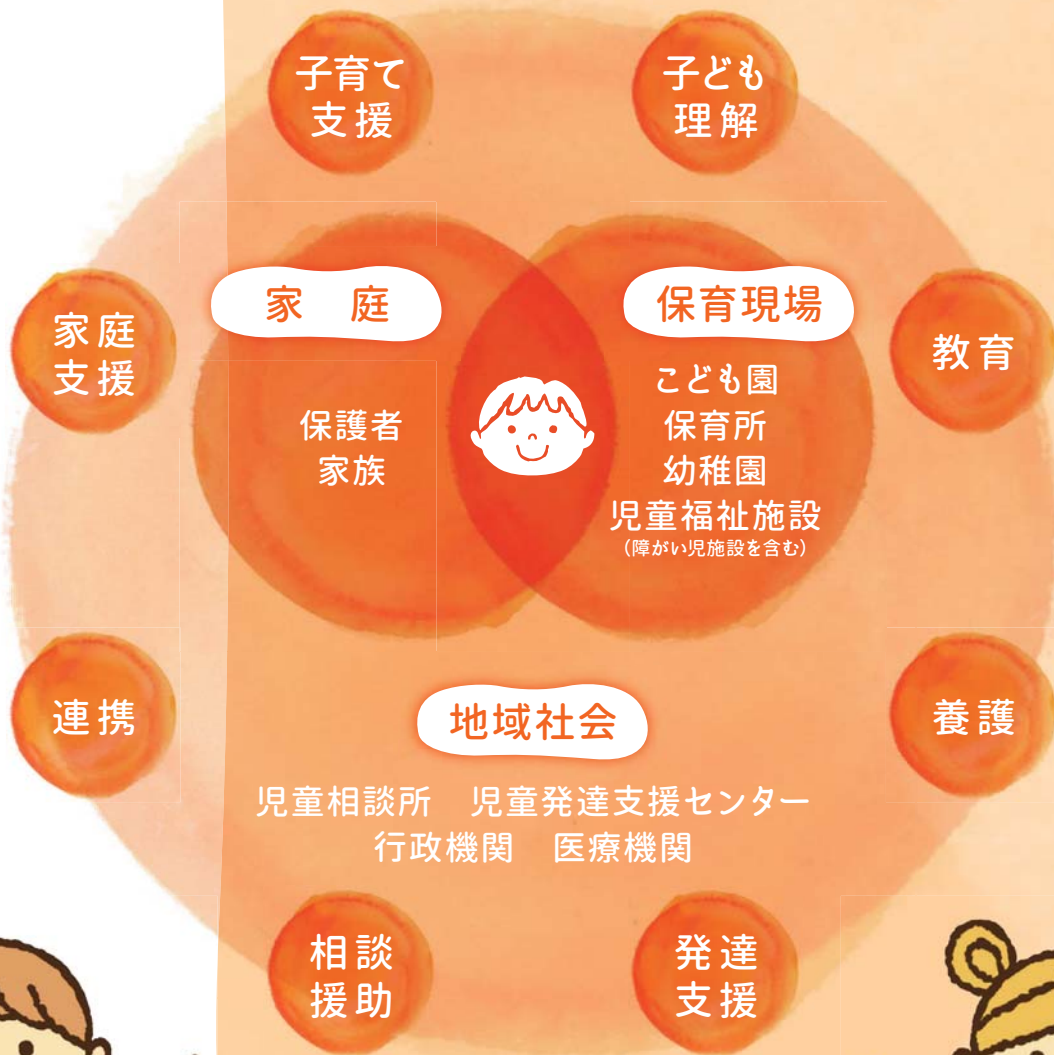 子育て
支援
子ども
理解
家庭
支援
家　庭
保護者
家族
保育現場
こども園
保育所
幼稚園
児童福祉施設
(障がい児施設を含む)
教育
連携
地域社会
児童相談所　児童発達支援センター
行政機関　医療機関
養護
相談
援助
発達
支援